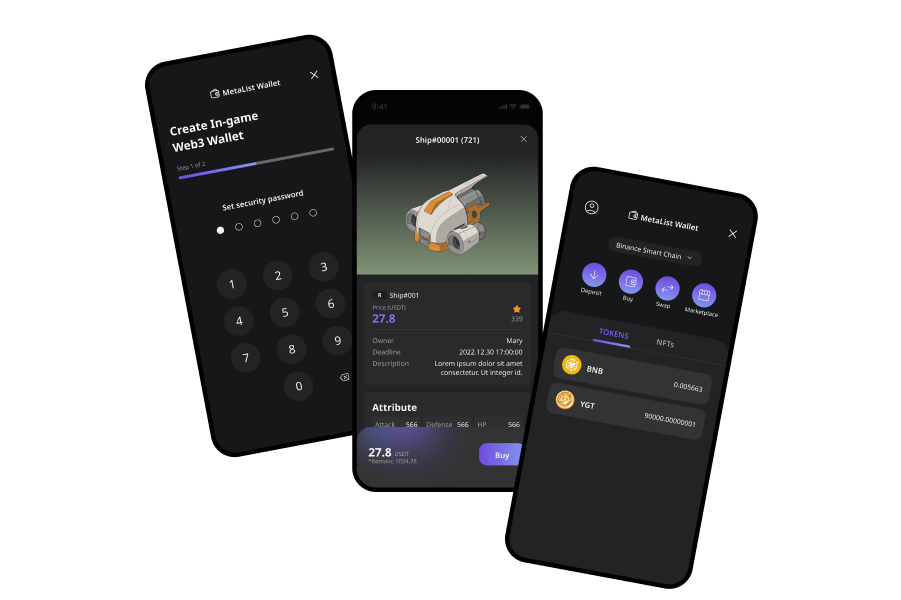 MetaList Wallet
Create In-game
Web3 Wallet
Step 1 of 2
Set security password
1 2 3
4 5 6
7 8 9
0
9:41
Ship#00001 (721)
R Ship#001
Price (USDT)
27.8
339
Owner Mary
Deadline 2022.12.30 17:00:00
Description Lorem ipsum dolor sit amet
consectetur. Ut integer id.
Attribute
Attack 566 Defense 566 HP 566
27.8 USDT
*Remain: 1034.76
Buy
MetaList Wallet
Binance Smart Chain
Deposit Buy Swap Marketplace
TOKENS NFTs
BNB 0.005663
YGT 90000.00000001